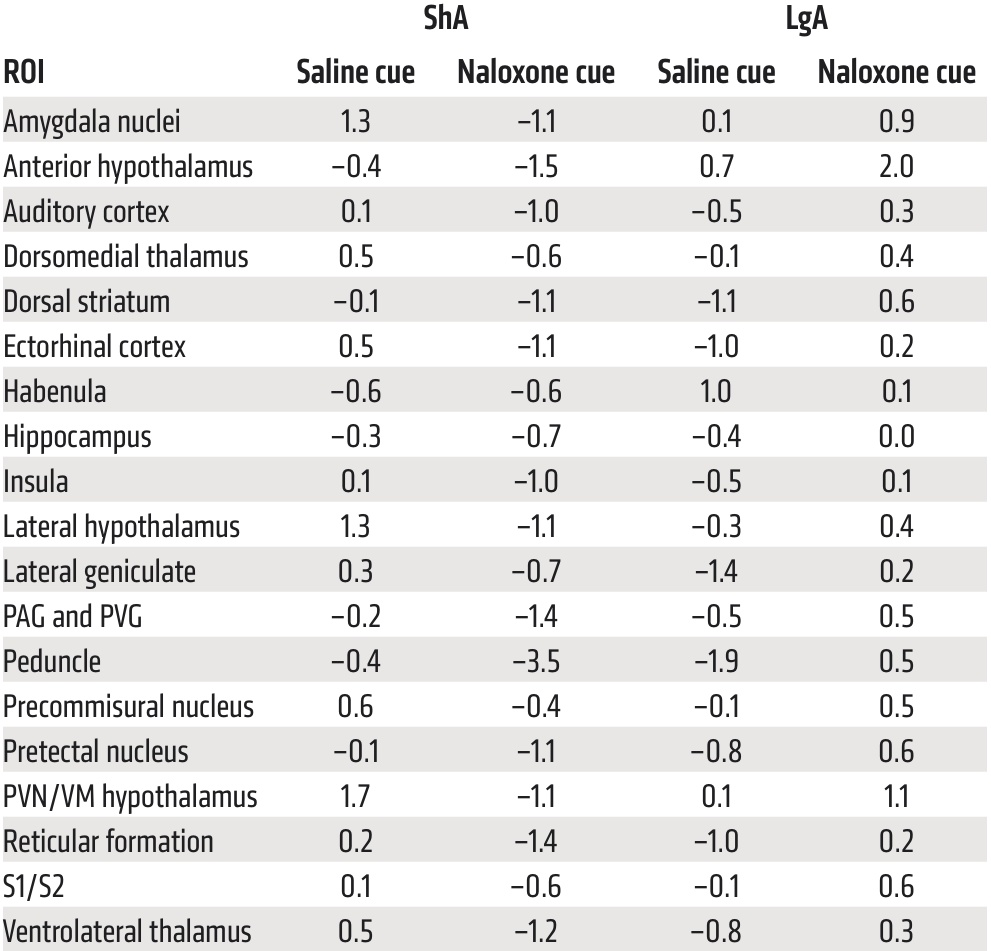 ShA LgA
ROI Saline cue Naloxone cue Saline cue Naloxone cue
Amygdala nuclei 1.3 −1.1 0.1 0.9
Anterior hypothalamus −0.4 −1.5 0.7 2.0
Auditory cortex 0.1 −1.0 −0.5 0.3
Dorsomedial thalamus 0.5 −0.6 −0.1 0.4
Dorsal striatum −0.1 −1.1 −1.1 0.6
Ectorhinal cortex 0.5 −1.1 −1.0 0.2
Habenula −0.6 −0.6 1.0 0.1
Hippocampus −0.3 −0.7 −0.4 0.0
Insula 0.1 −1.0 −0.5 0.1
Lateral hypothalamus 1.3 −1.1 −0.3 0.4
Lateral geniculate 0.3 −0.7 −1.4 0.2
PAG and PVG −0.2 −1.4 −0.5 0.5
Peduncle −0.4 −3.5 −1.9 0.5
Precommisural nucleus 0.6 −0.4 −0.1 0.5
Pretectal nucleus −0.1 −1.1 −0.8 0.6
PVN/VM hypothalamus 1.7 −1.1 0.1 1.1
Reticular formation 0.2 −1.4 −1.0 0.2
S1/S2 0.1 −0.6 −0.1 0.6
Ventrolateral thalamus 0.5 −1.2 −0.8 0.3